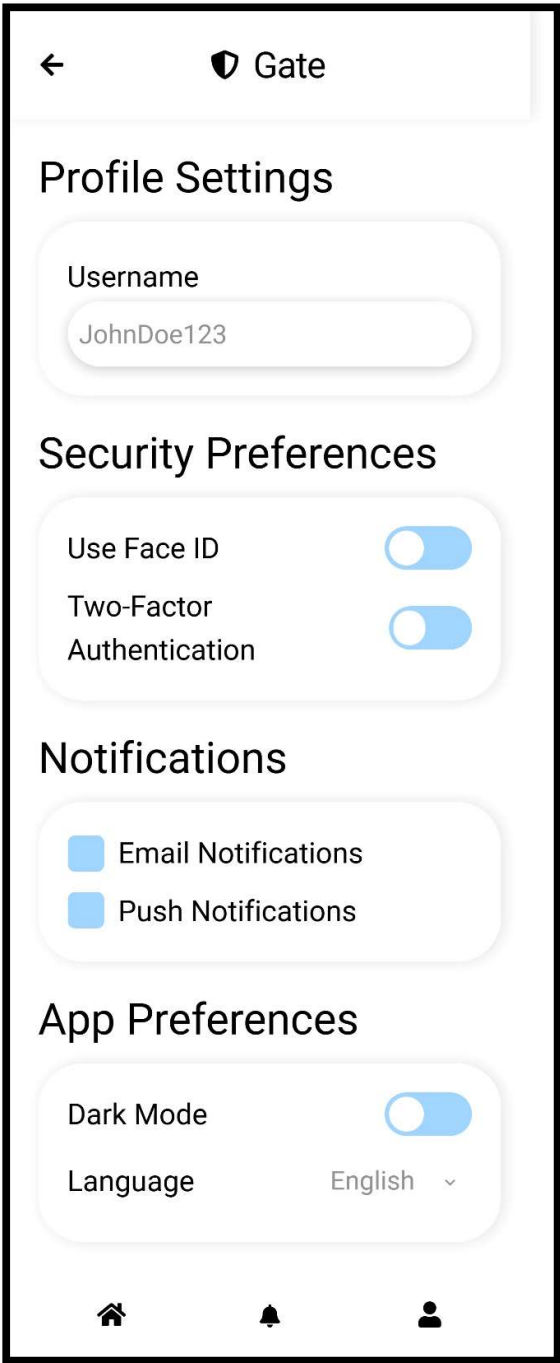 Gate
Profile Settings
Username
JohnDoe123
Security Preferences
Use Face ID
Two-Factor
Authentication
Notifications
Email Notifications
Push Notifications
App Preferences
Dark Mode
Language English